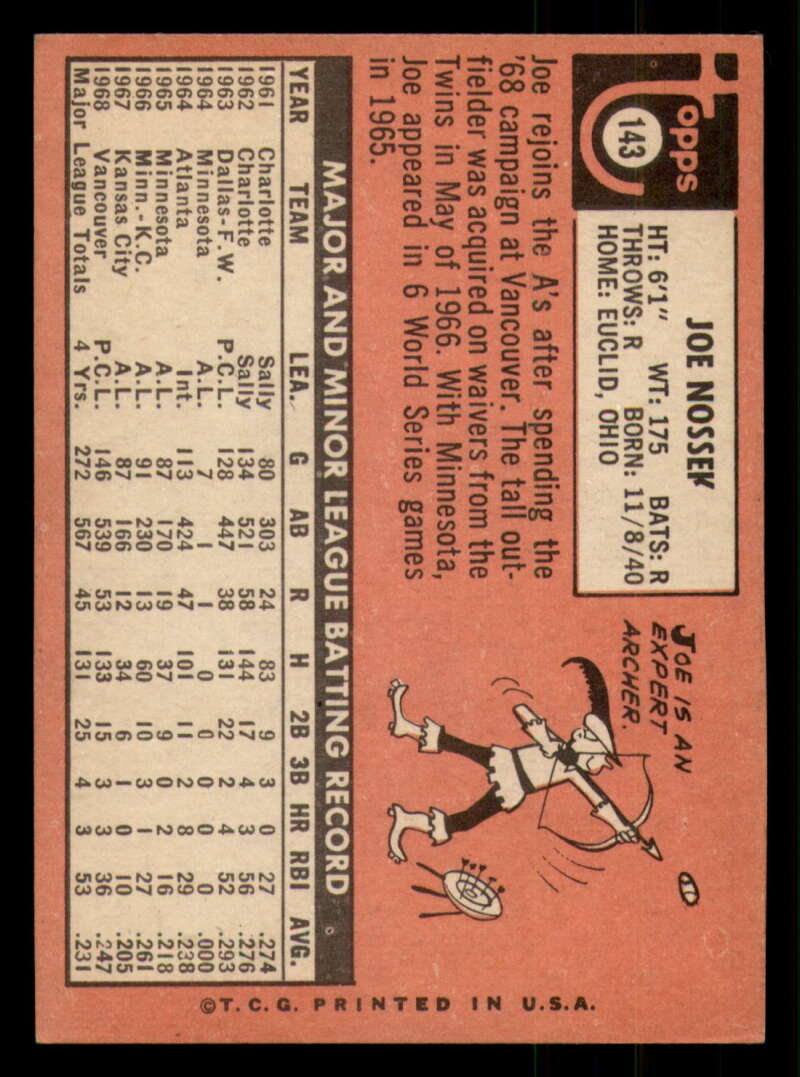 Topps
143
JOE NOSSEK
HT: 6'1" WT: 175 BATS: R
THROWS: R BORN: 11/8/40
HOME: EUCLID, OHIO
JOE IS AN
EXPERT
ARCHER.
Joe rejoins the A's after spending the
'68 campaign at Vancouver. The tall out-
fielder was acquired on waivers from the
Twins in May of 1966. With Minnesota,
Joe appeared in 6 World Series games
in 1965.
MAJOR AND MINOR LEAGUE BATTING RECORD
YEAR TEAM LEA. G AB R H 2B 3B HR RBI AVG.
1961 Charlotte Sally 80 303 24 83 9 3 0 27 .274
1962 Charlotte Sally 134 521 58 144 17 4 3 56 .276
1963 Dallas-F.W. P.C.L. 128 447 38 131 22 2 4 52 .293
1964 Minnesota A.L. 7 1 1 0 0 0 0 0 .000
1964 Atlanta Int. 113 424 47 101 11 2 8 29 .238
1965 Minnesota A.L. 87 170 19 37 9 0 2 16 .218
1966 Minn.-K.C. A.L. 91 230 13 60 10 3 1 27 .261
1967 Kansas City A.L. 87 166 12 34 6 1 0 10 .205
1968 Vancouver P.C.L. 146 539 53 133 15 3 3 36 .247
Major League Totals 4 Yrs. 272 567 45 131 25 4 3 53 .231
©T.C.G. PRINTED IN U.S.A.